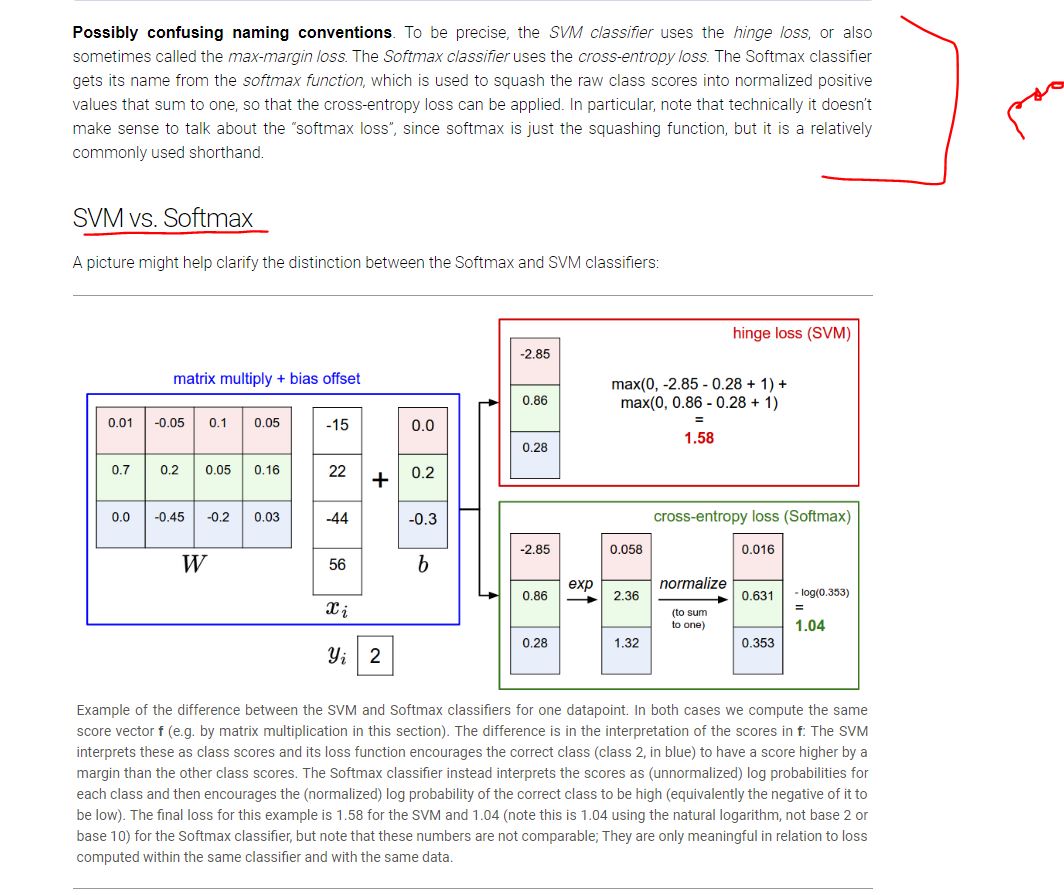 Possibly confusing naming conventions. To be precise, the SVM classifier uses the hinge loss, or also
sometimes called the max-margin loss. The Softmax classifier uses the cross-entropy loss. The Softmax classifier
gets its name from the softmax function, which is used to squash the raw class scores into normalized positive
values that sum to one, so that the cross-entropy loss can be applied. In particular, note that technically it doesn't
make sense to talk about the "softmax loss", since softmax is just the squashing function, but it is a relatively
commonly used shorthand.
SVM vs. Softmax
A picture might help clarify the distinction between the Softmax and SVM classifiers:
matrix multiply + bias offset
0.01 -0.05 0.1 0.05
0.7 0.2 0.05 0.16
0.0 -0.45 -0.2 0.03
W
-15
22
-44
56
x_i
+
0.0
0.2
-0.3
b
y_i 2
hinge loss (SVM)
-2.85
0.86
0.28
max(0, -2.85 - 0.28 + 1) +
max(0, 0.86 - 0.28 + 1)
=
1.58
cross-entropy loss (Softmax)
-2.85
0.86
0.28
exp
0.058
2.36
1.32
normalize
(to sum
to one)
0.016
0.631
0.353
- log(0.353)
=
1.04
Example of the difference between the SVM and Softmax classifiers for one datapoint. In both cases we compute the same
score vector f (e.g. by matrix multiplication in this section). The difference is in the interpretation of the scores in f: The SVM
interprets these as class scores and its loss function encourages the correct class (class 2, in blue) to have a score higher by a
margin than the other class scores. The Softmax classifier instead interprets the scores as (unnormalized) log probabilities for
each class and then encourages the (normalized) log probability of the correct class to be high (equivalently the negative of it to
be low). The final loss for this example is 1.58 for the SVM and 1.04 (note this is 1.04 using the natural logarithm, not base 2 or
base 10) for the Softmax classifier, but note that these numbers are not comparable; They are only meaningful in relation to loss
computed within the same classifier and with the same data.